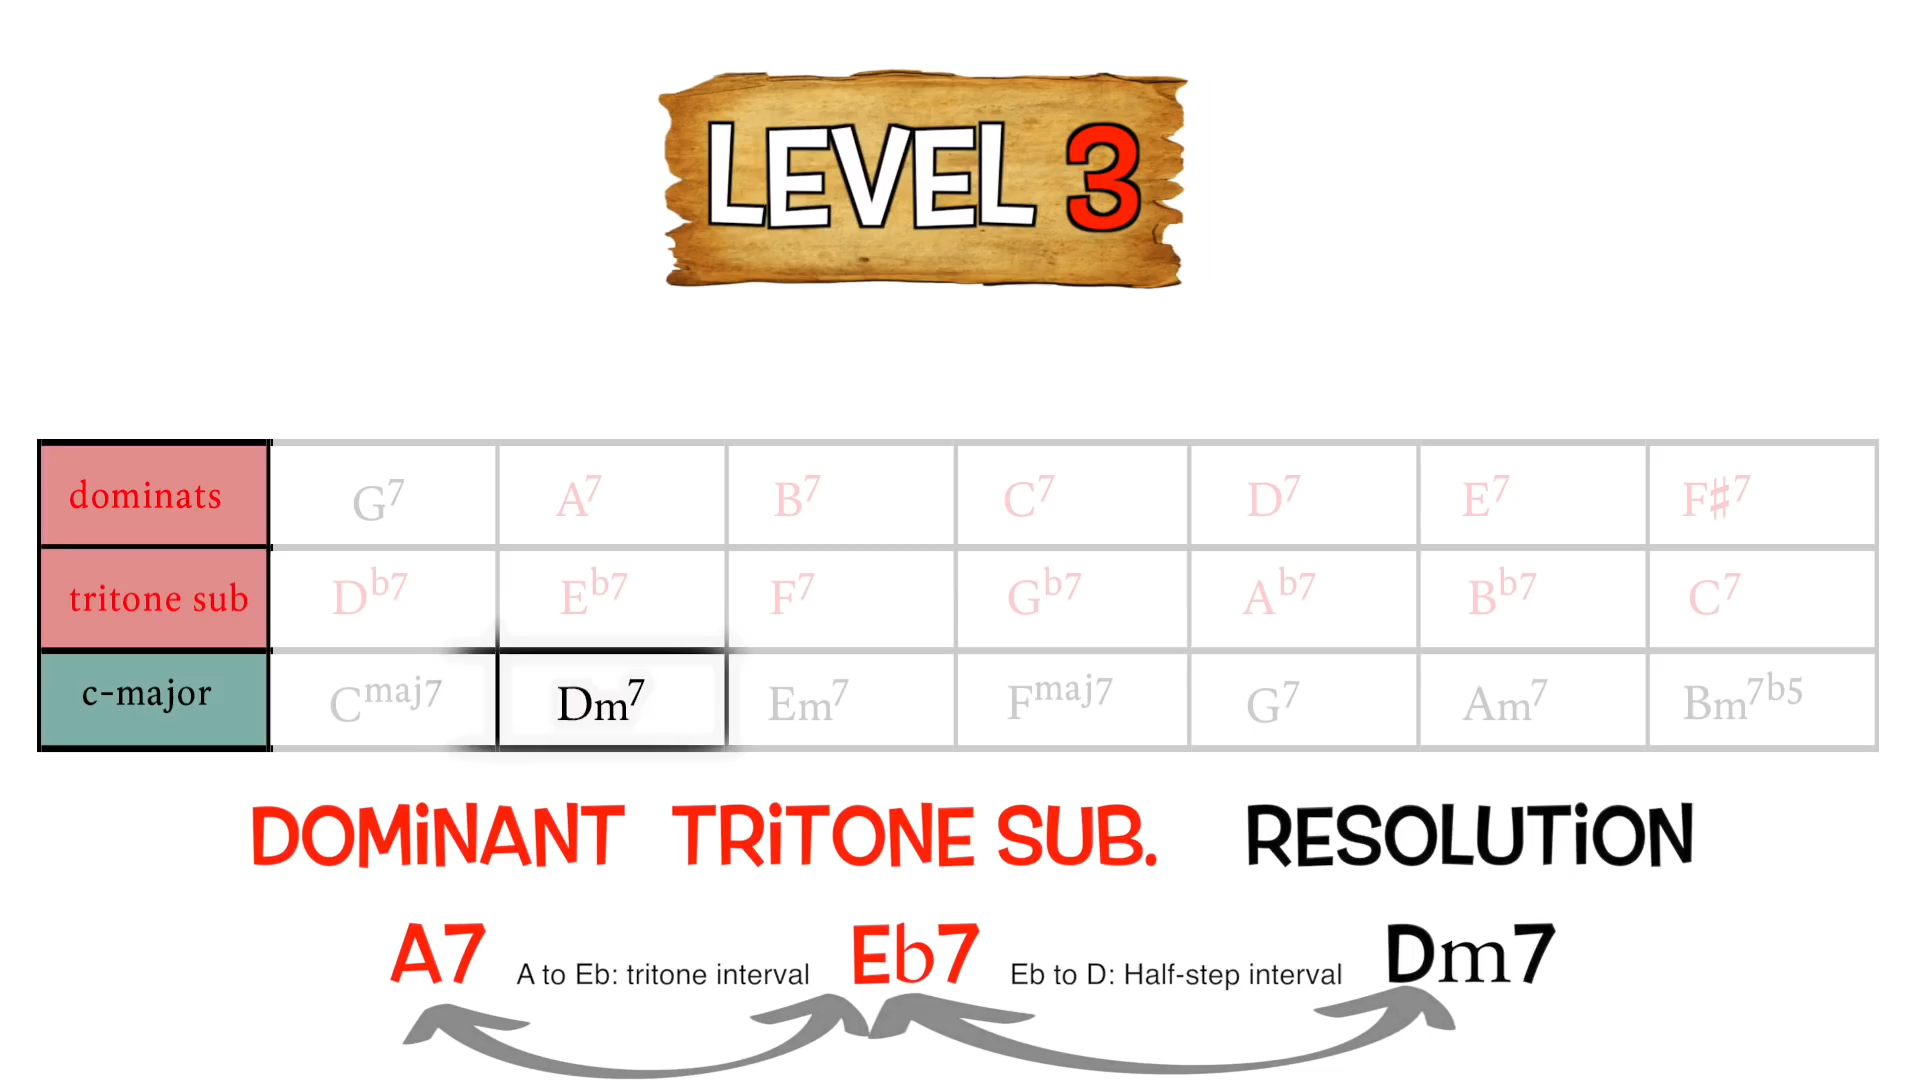 LEVEL 3
dominats G7 A7 B7 C7 D7 E7 F♯7
tritone sub Db7 Eb7 F7 Gb7 Ab7 Bb7 C7
c-major Cmaj7 Dm7 Em7 Fmaj7 G7 Am7 Bm7b5
DOMiNANT TRiTONE SUB. RESOLUTiON
A7 A to Eb: tritone interval Eb7 Eb to D: Half-step interval Dm7